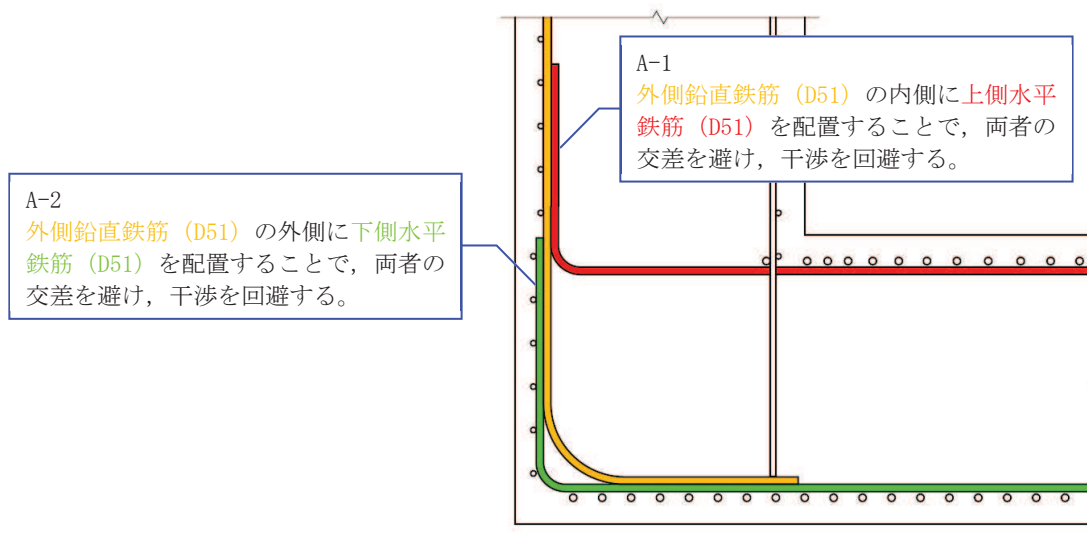 A-1
外側鉛直鉄筋（D51）の内側に上側水平
鉄筋（D51）を配置することで，両者の
交差を避け，干渉を回避する。
A-2
外側鉛直鉄筋（D51）の外側に下側水平
鉄筋（D51）を配置することで，両者の
交差を避け，干渉を回避する。